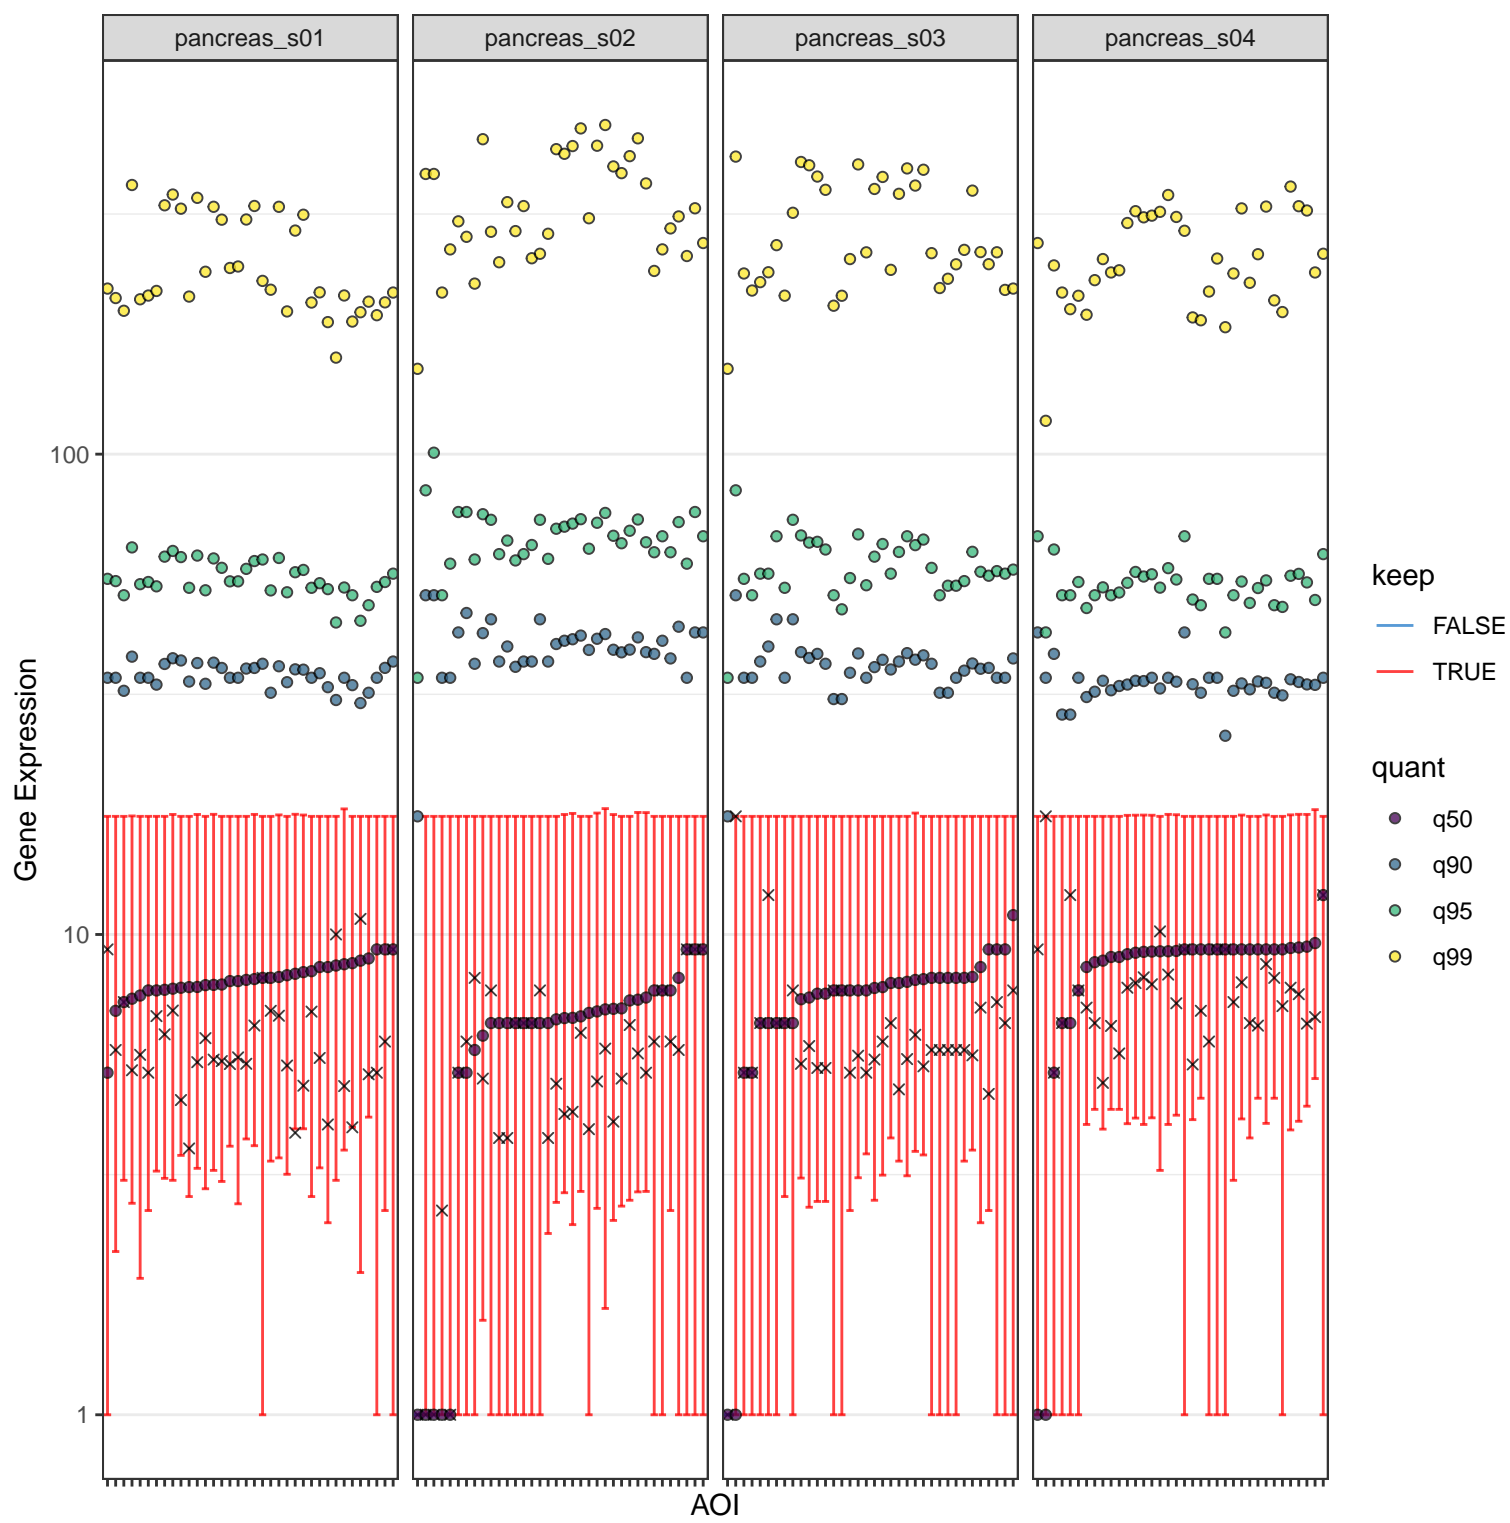 pancreas_s01
pancreas_s02
pancreas_s03
pancreas_s04
Gene Expression
100
10
1
AOI
keep
FALSE
TRUE
quant
q50
q90
q95
q99